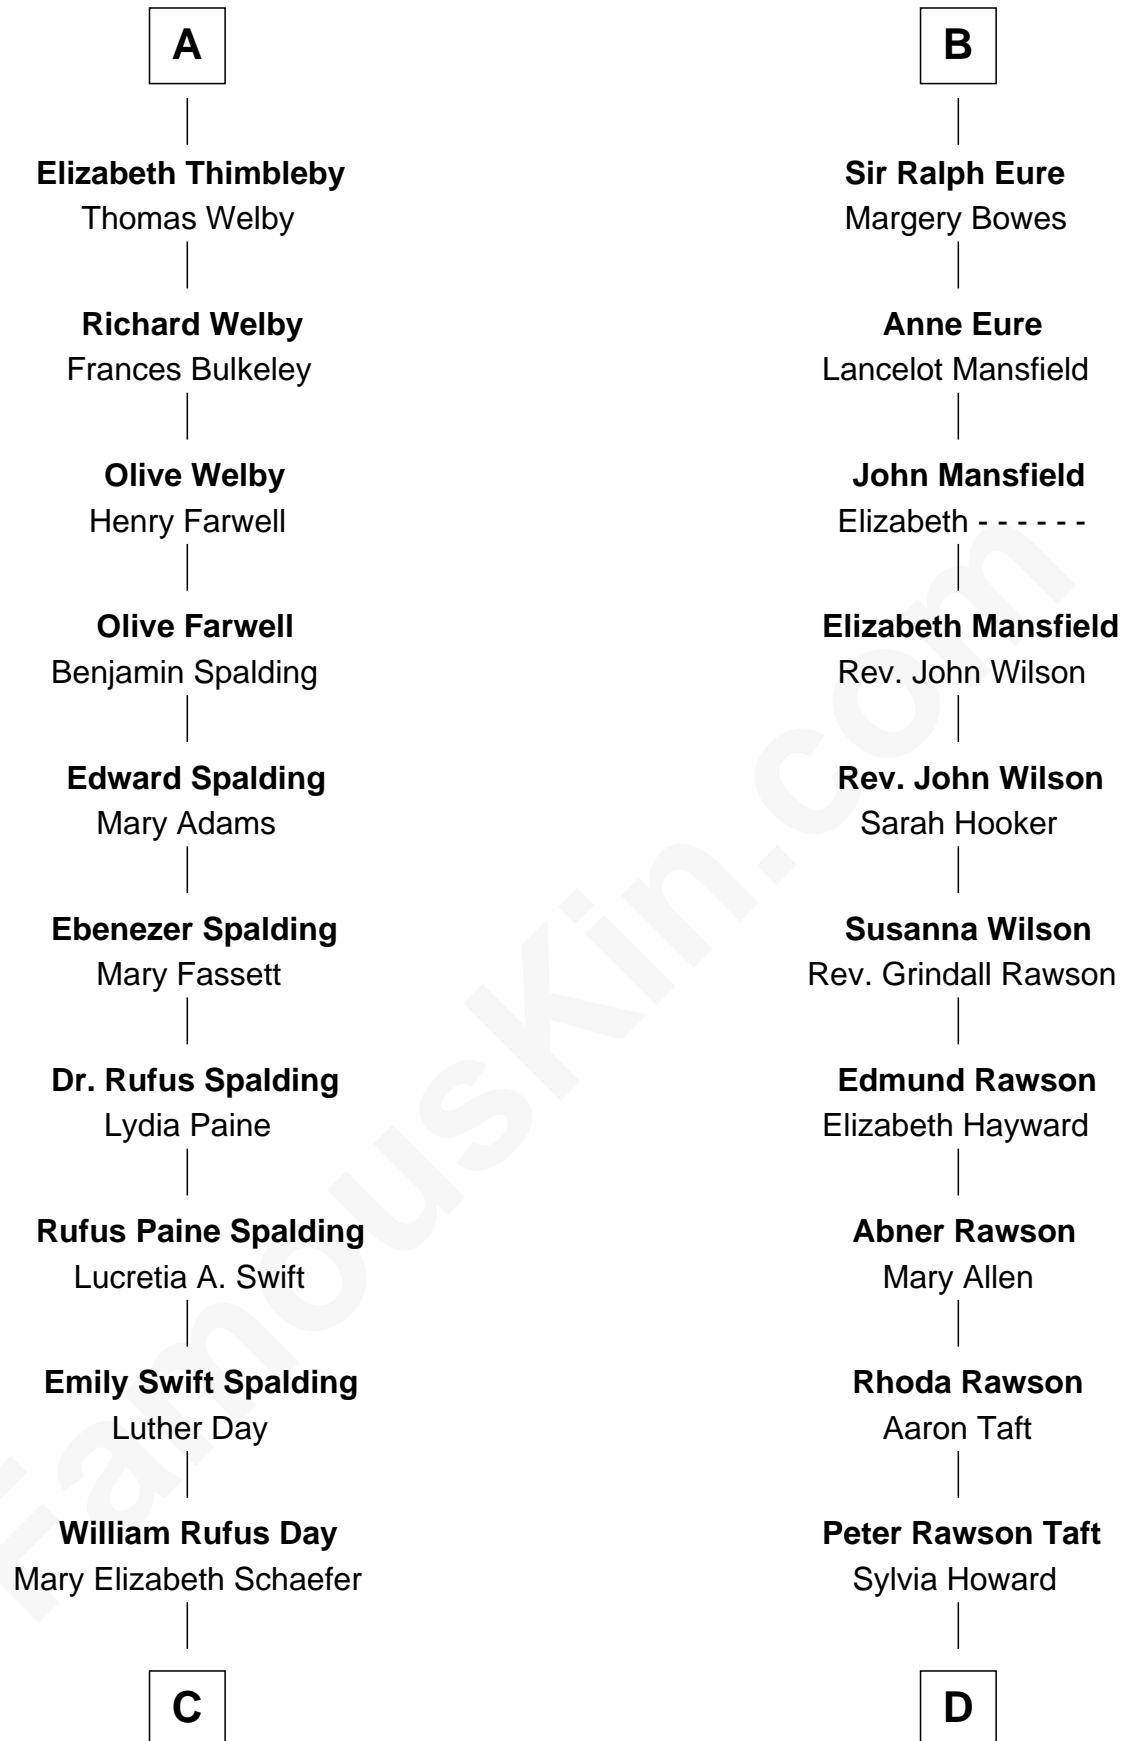 A
Elizabeth Thimbleby
Thomas Welby
Richard Welby
Frances Bulkeley
Olive Welby
Henry Farwell
Olive Farwell
Benjamin Spalding
Edward Spalding
Mary Adams
Ebenezer Spalding
Mary Fassett
Dr. Rufus Spalding
Lydia Paine
Rufus Paine Spalding
Lucretia A. Swift
Emily Swift Spalding
Luther Day
William Rufus Day
Mary Elizabeth Schaefer
C
B
Sir Ralph Eure
Margery Bowes
Anne Eure
Lancelot Mansfield
John Mansfield
Elizabeth - - - - - -
Elizabeth Mansfield
Rev. John Wilson
Rev. John Wilson
Sarah Hooker
Susanna Wilson
Rev. Grindall Rawson
Edmund Rawson
Elizabeth Hayward
Abner Rawson
Mary Allen
Rhoda Rawson
Aaron Taft
Peter Rawson Taft
Sylvia Howard
D
FamousKin.com